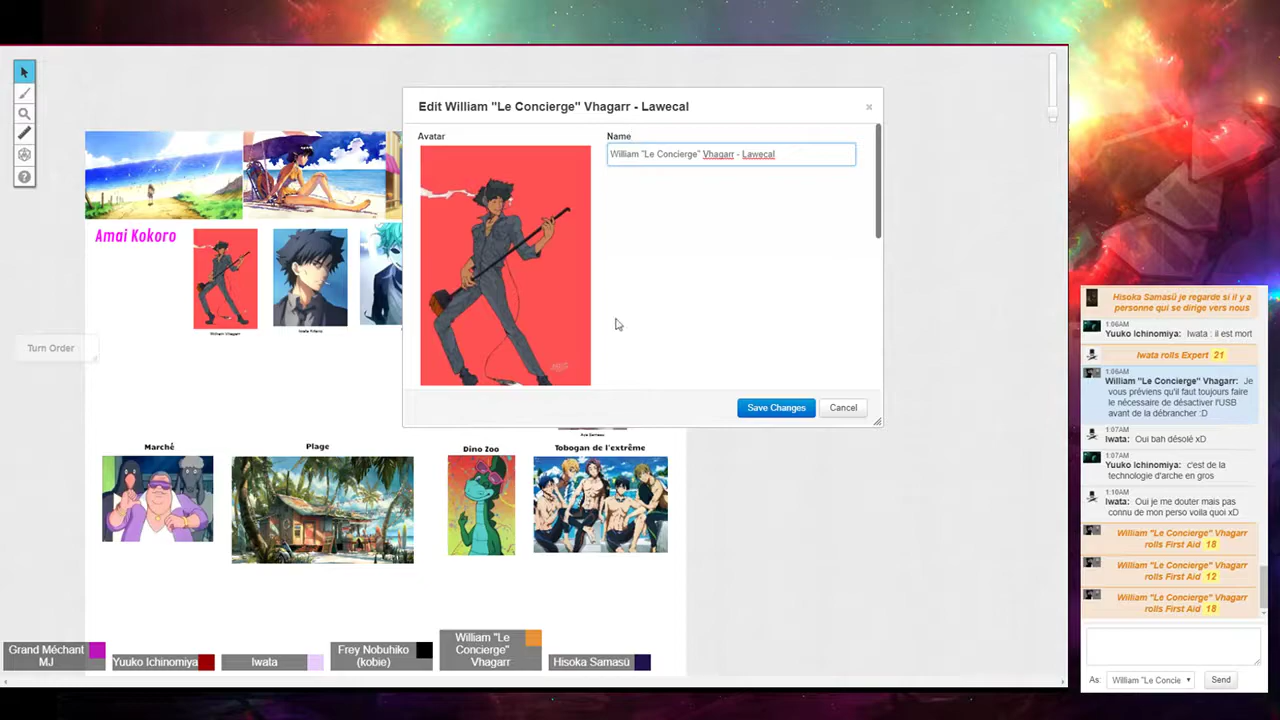 Edit William "Le Concierge" Vhagarr - Lawecal
×
Avatar
Name
William "Le Concierge" Vhagarr - Lawecal
Save Changes
Cancel
Amai Kokoro
William Vhagarr
Turn Order
Marché
Plage
Dino Zoo
Tobogan de l'extrême
Grand Méchant
MJ
Yuuko Ichinomiya
Iwata
Frey Nobuhiko
(kobie)
William "Le
Concierge"
Vhagarr
Hisoka Samasū
Hisoka Samasū je regarde si il y a
personne qui se dirige vers nous
1:06AM
Yuuko Ichinomiya: Iwata : il est mort
Iwata rolls Expert 21
1:06AM
William "Le Concierge" Vhagarr: Je
vous préviens qu'il faut toujours faire
le nécessaire de désactiver l'USB
avant de la débrancher :D
1:07AM
Iwata: Oui bah désolé xD
1:07AM
Yuuko Ichinomiya: c'est de la
technologie d'arche en gros
1:10AM
Iwata: Oui je me douter mais pas
connu de mon perso voila quoi xD
William "Le Concierge" Vhagarr
rolls First Aid 18
William "Le Concierge" Vhagarr
rolls First Aid 12
William "Le Concierge" Vhagarr
rolls First Aid 18
As: William "Le Concie
Send